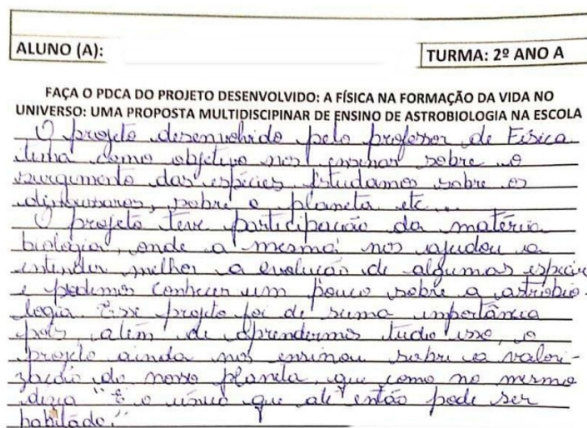 ALUNO (A):
TURMA: 2º ANO A
FAÇA O PDCA DO PROJETO DESENVOLVIDO: A FÍSICA NA FORMAÇÃO DA VIDA NO
UNIVERSO: UMA PROPOSTA MULTIDISCIPINAR DE ENSINO DE ASTROBIOLOGIA NA ESCOLA
O projeto desenvolvido pelo professor de Física
tinha como objetivo nos ensinar sobre o
surgimento das espécies. Estudamos sobre os
dinossauros, sobre o planeta etc...
O projeto teve participação da matéria
biologia, onde a mesma nos ajudou a
entender melhor a evolução de algumas espécies
e podemos conhecer um pouco sobre a astrobio-
logia. Esse projeto foi de suma importância
pois, além de aprendermos tudo isso, o
projeto ainda nos ensinou sobre a valori-
zação do nosso planeta, que como no mesmo
dizia "É o único que até então pode ser
habitado."